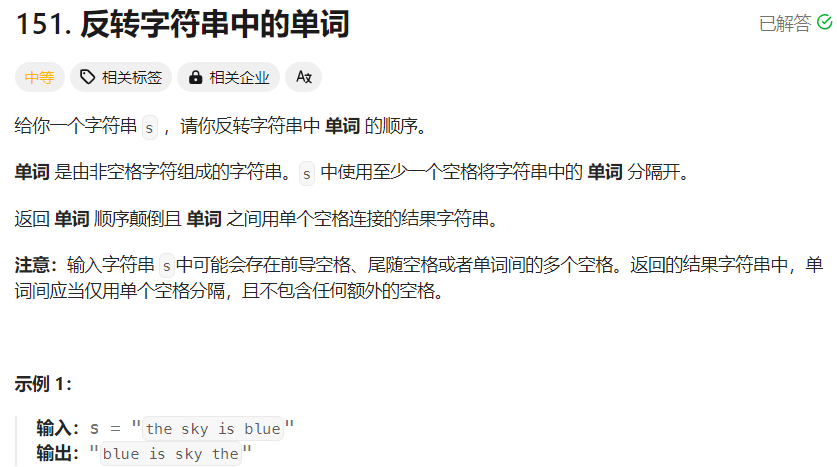 151. 反转字符串中的单词
已解答
中等 相关标签 相关企业 A文
给你一个字符串 s ，请你反转字符串中 单词 的顺序。
单词 是由非空格字符组成的字符串。s 中使用至少一个空格将字符串中的 单词 分隔开。
返回 单词 顺序颠倒且 单词 之间用单个空格连接的结果字符串。
注意：输入字符串 s中可能会存在前导空格、尾随空格或者单词间的多个空格。返回的结果字符串中，单
词间应当仅用单个空格分隔，且不包含任何额外的空格。
示例 1：
输入：s = "the sky is blue"
输出："blue is sky the"